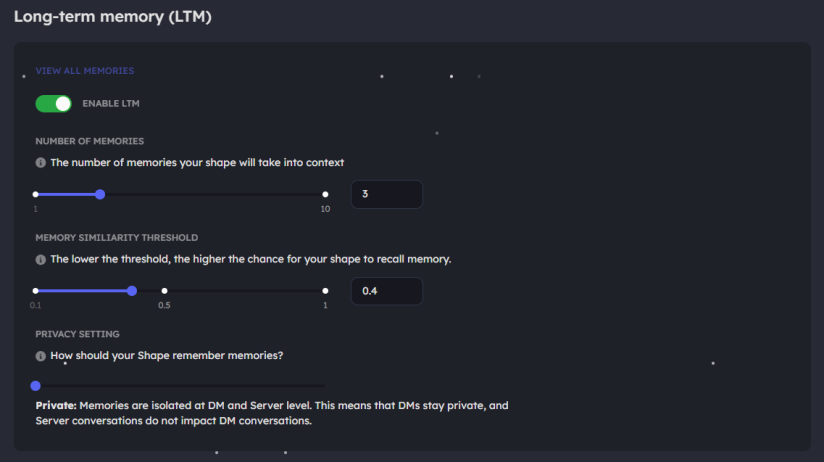 Long-term memory (LTM)
VIEW ALL MEMORIES
ENABLE LTM
NUMBER OF MEMORIES
The number of memories your shape will take into context
3
1 10
MEMORY SIMILIARITY THRESHOLD
The lower the threshold, the higher the chance for your shape to recall memory.
0.4
0.1 0.5 1
PRIVACY SETTING
How should your Shape remember memories?
Private: Memories are isolated at DM and Server level. This means that DMs stay private, and
Server conversations do not impact DM conversations.